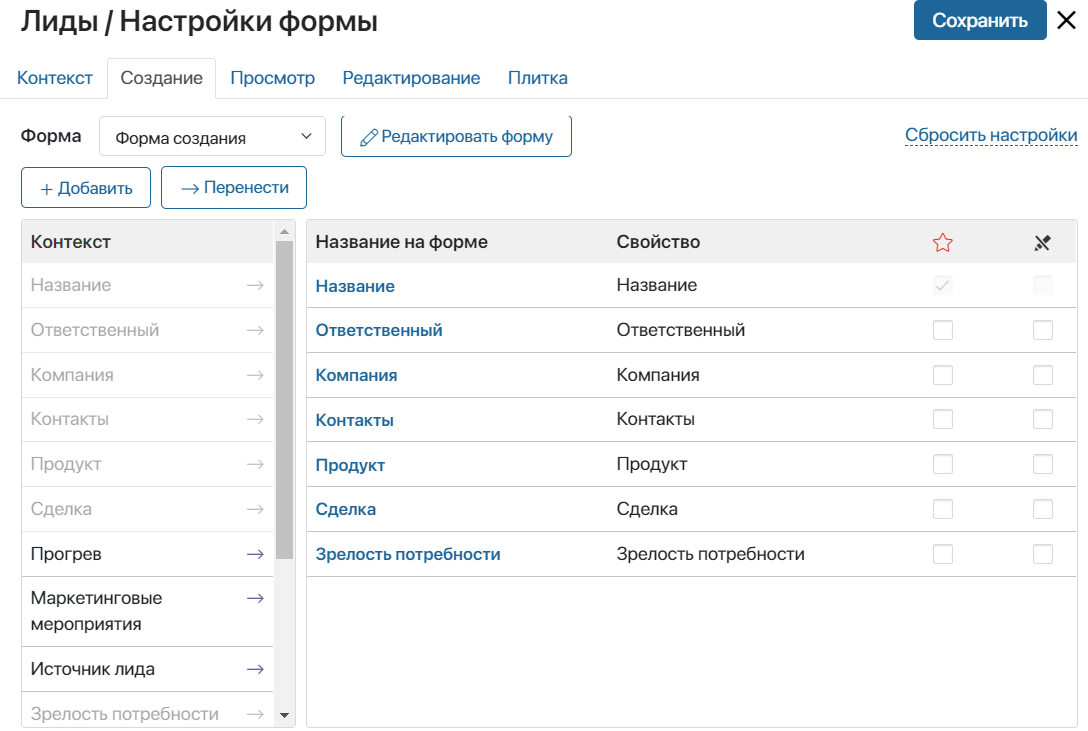 Лиды / Настройки формы
Сохранить
Контекст Создание Просмотр Редактирование Плитка
Форма Форма создания Редактировать форму Сбросить настройки
+ Добавить → Перенести
Контекст Название на форме Свойство
Название → Название Название
Ответственный → Ответственный Ответственный
Компания → Компания Компания
Контакты → Контакты Контакты
Продукт → Продукт Продукт
Сделка → Сделка Сделка
Прогрев → Зрелость потребности Зрелость потребности
Маркетинговые →
мероприятия
Источник лида →
Зрелость потребности →